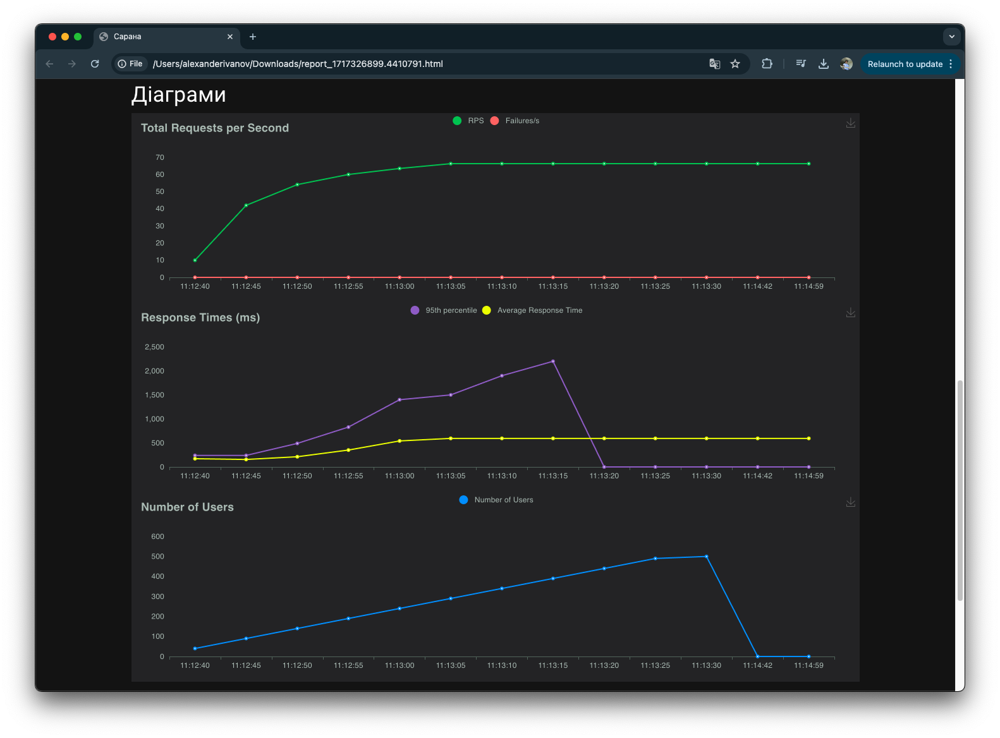 Сарана
File /Users/alexanderivanov/Downloads/report_1717326899.4410791.html Relaunch to update
Діаграми
Total Requests per Second
RPS Failures/s
70
60
50
40
30
20
10
0
11:12:40 11:12:45 11:12:50 11:12:55 11:13:00 11:13:05 11:13:10 11:13:15 11:13:20 11:13:25 11:13:30 11:14:42 11:14:59
Response Times (ms)
95th percentile Average Response Time
2,500
2,000
1,500
1,000
500
0
11:12:40 11:12:45 11:12:50 11:12:55 11:13:00 11:13:05 11:13:10 11:13:15 11:13:20 11:13:25 11:13:30 11:14:42 11:14:59
Number of Users
Number of Users
600
500
400
300
200
100
0
11:12:40 11:12:45 11:12:50 11:12:55 11:13:00 11:13:05 11:13:10 11:13:15 11:13:20 11:13:25 11:13:30 11:14:42 11:14:59